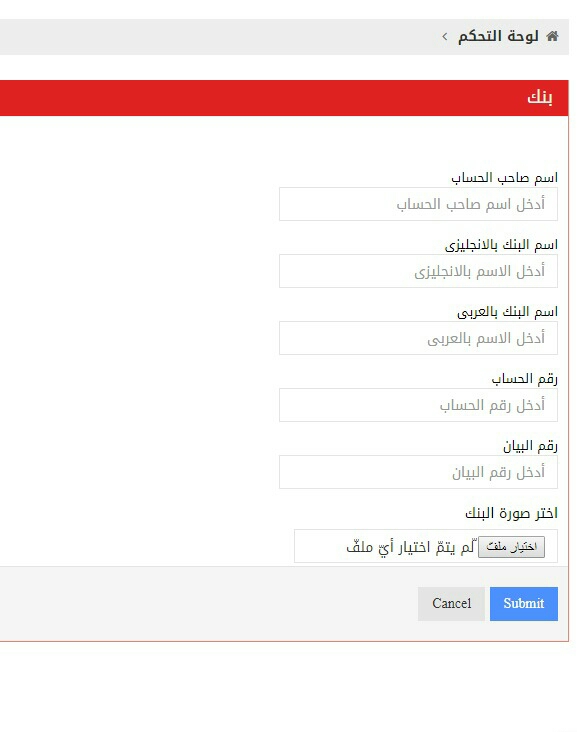 لوحة التحكم
بنك
اسم صاحب الحساب
أدخل اسم صاحب الحساب
اسم البنك بالانجليزى
أدخل الاسم بالانجليزى
اسم البنك بالعربى
أدخل الاسم بالعربى
رقم الحساب
أدخل رقم الحساب
رقم البيان
أدخل رقم البيان
اختر صورة البنك
اختيار ملف لم يتمّ اختيار أيّ ملفّ
Submit Cancel